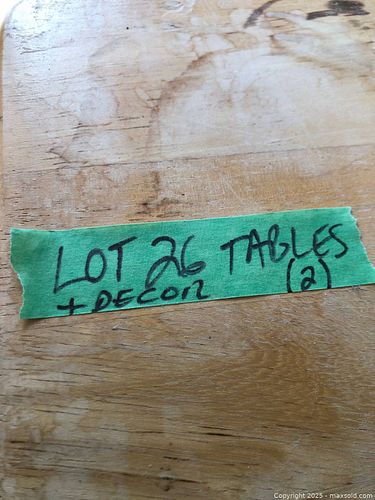 LOT 26 TABLES
+ DECOR (2)
Copyright 2025 - maxsold.com